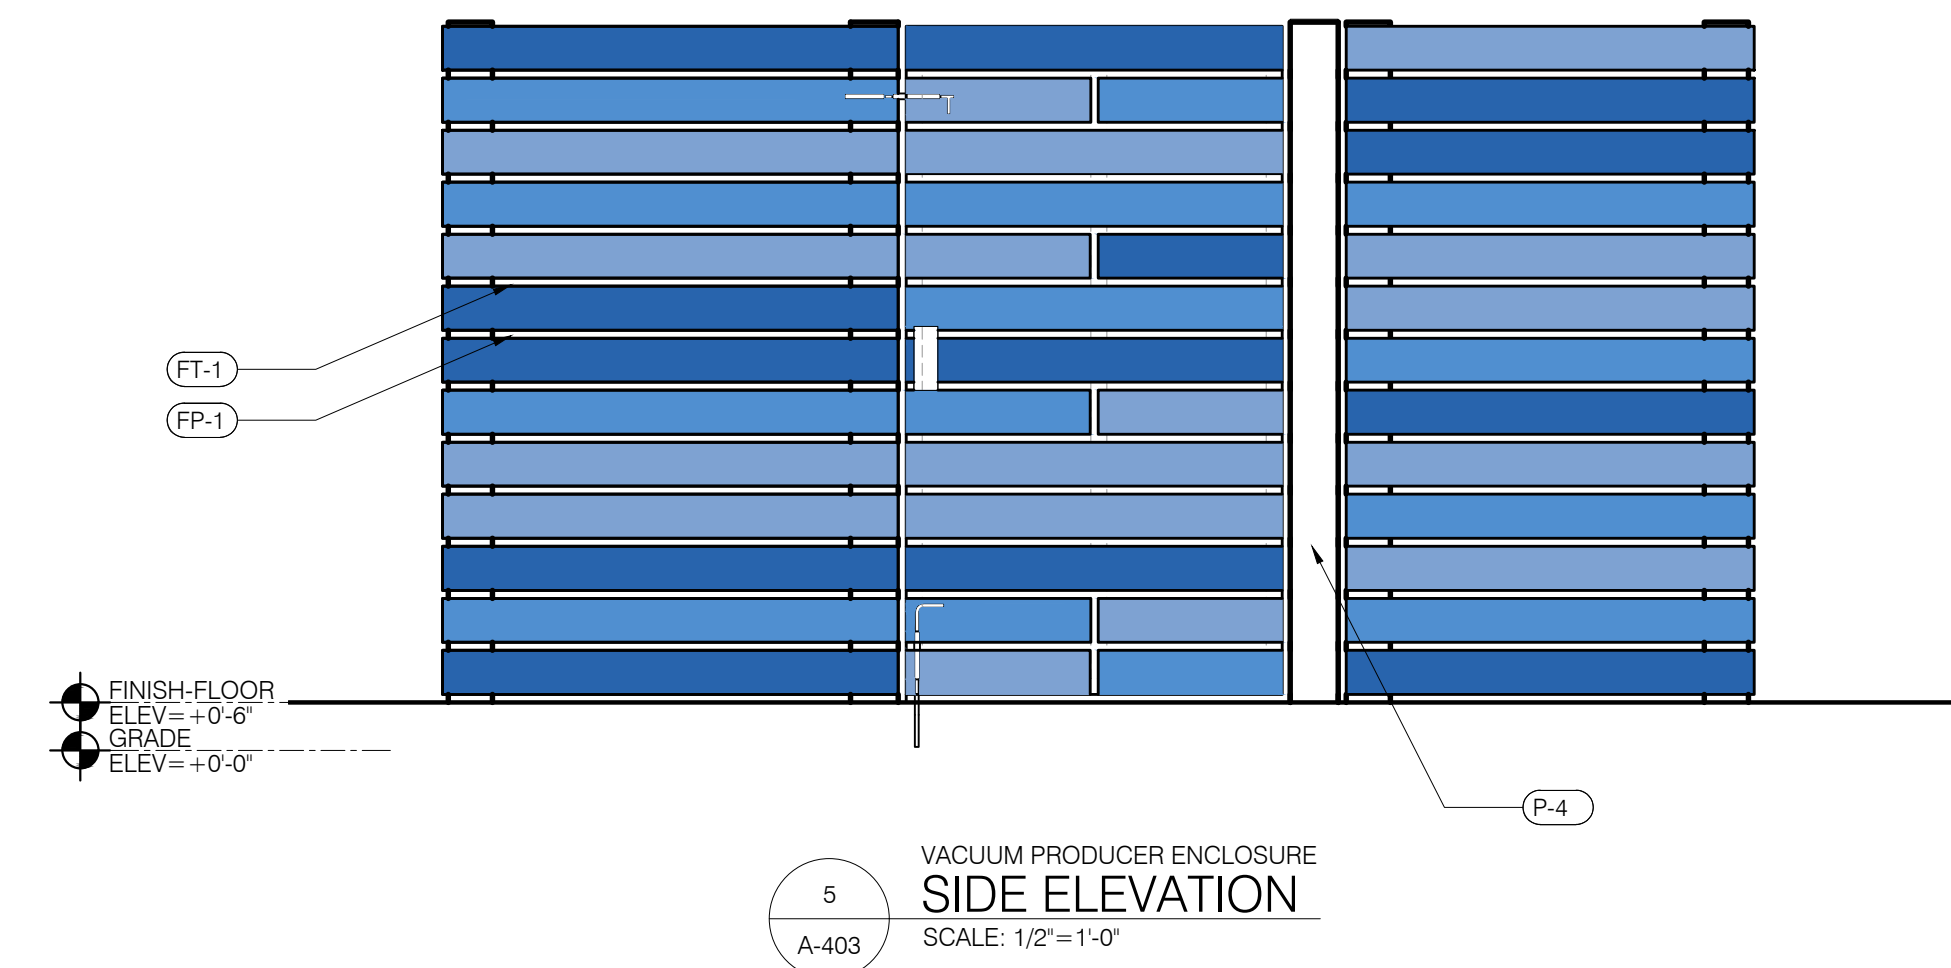 FT-1
FP-1
FINISH-FLOOR
ELEV=+0'-6"
GRADE
ELEV=+0'-0"
P-4
5
A-403
VACUUM PRODUCER ENCLOSURE
SIDE ELEVATION
SCALE: 1/2"=1'-0"